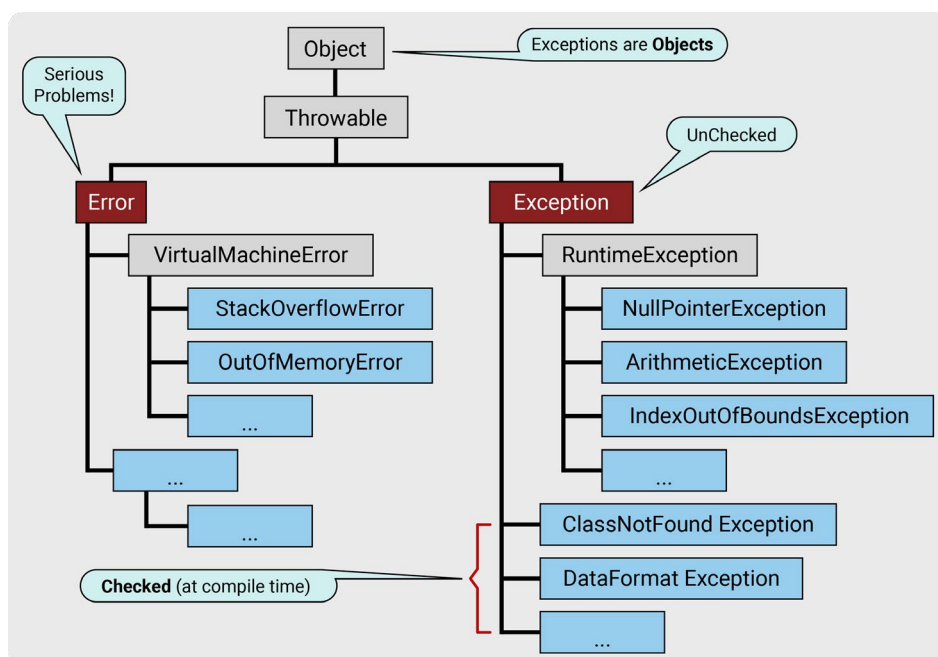 Object
Exceptions are Objects
Serious
Problems!
Throwable
UnChecked
Error
Exception
VirtualMachineError
RuntimeException
StackOverflowError
NullPointerException
OutOfMemoryError
ArithmeticException
...
IndexOutOfBoundsException
...
...
...
ClassNotFound Exception
Checked (at compile time)
DataFormat Exception
...